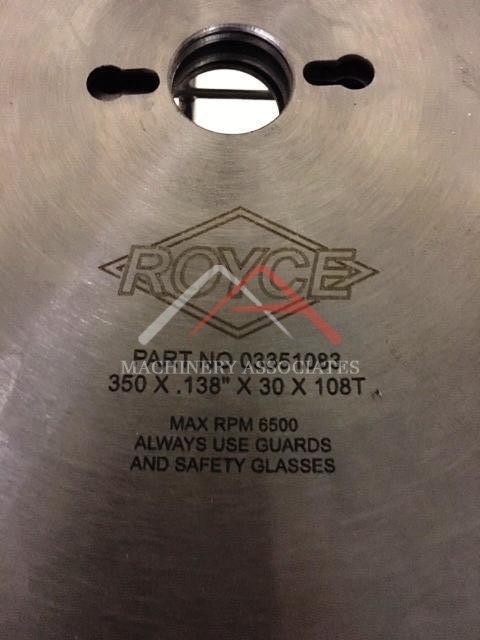 ROYCE
PART NO 03351083
MACHINERY ASSOCIATES
350 X .138" X 30 X 108T
MAX RPM 6500
ALWAYS USE GUARDS
AND SAFETY GLASSES